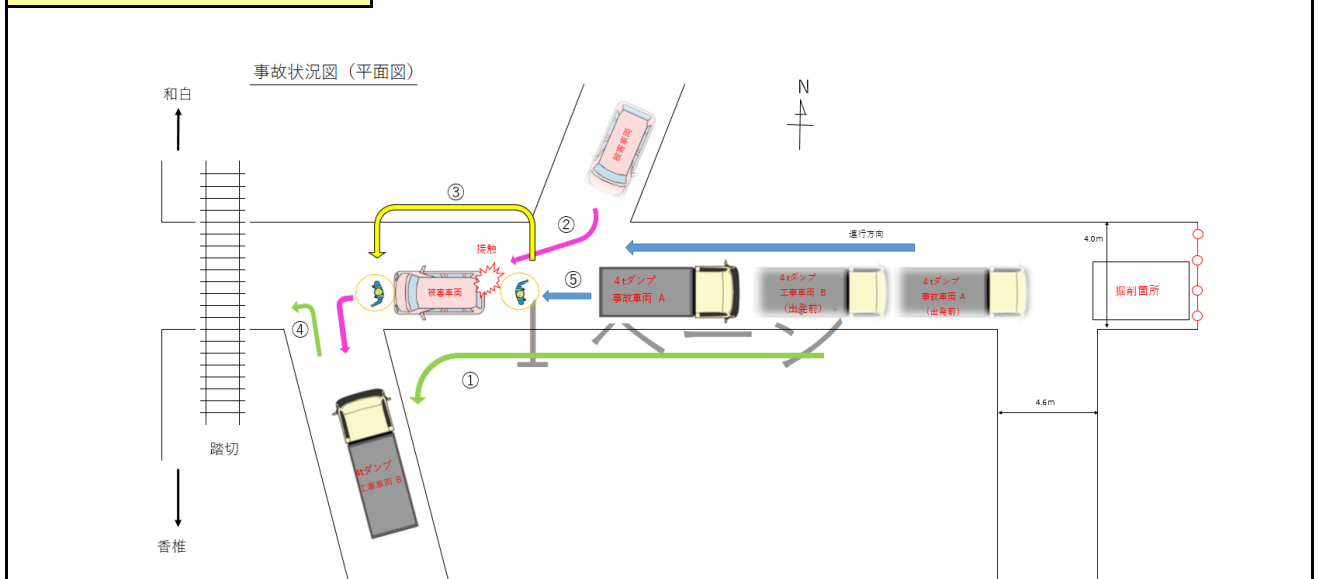 事故状況図（平面図）
和白
N
③
②
被害車両
接触
進行方向
4.0m
⑤
被害車両
4tダンプ
事故車両 A
4tダンプ
工事車両 B
（出発前）
4tダンプ
事故車両 A
（出発前）
掘削箇所
④
1 ページ
①
4.6m
踏切
4tダンプ
工事車両 B
香椎